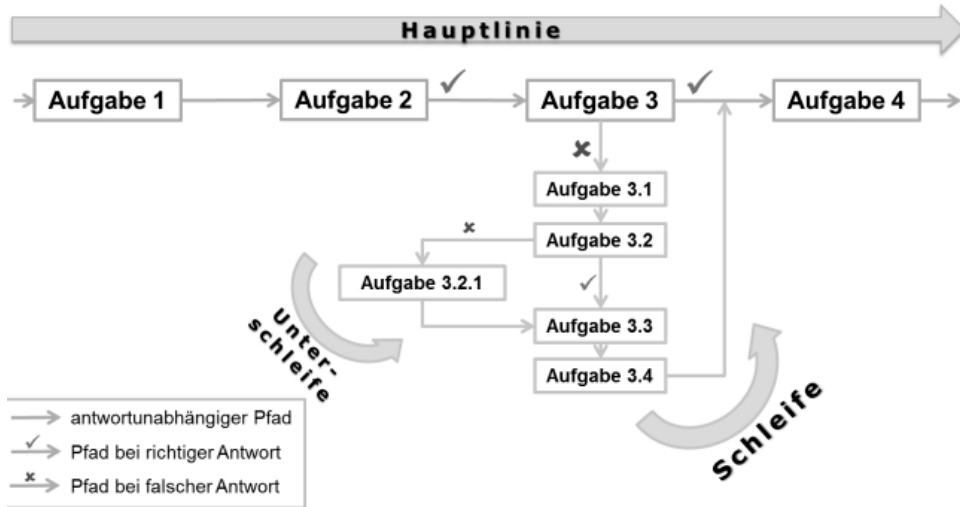 Hauptlinie
Aufgabe 1
Aufgabe 2
Aufgabe 3
Aufgabe 4
Aufgabe 3.1
Aufgabe 3.2
Aufgabe 3.2.1
Aufgabe 3.3
Aufgabe 3.4
Unter-
schleife
Schleife
antwortunabhängiger Pfad
Pfad bei richtiger Antwort
Pfad bei falscher Antwort